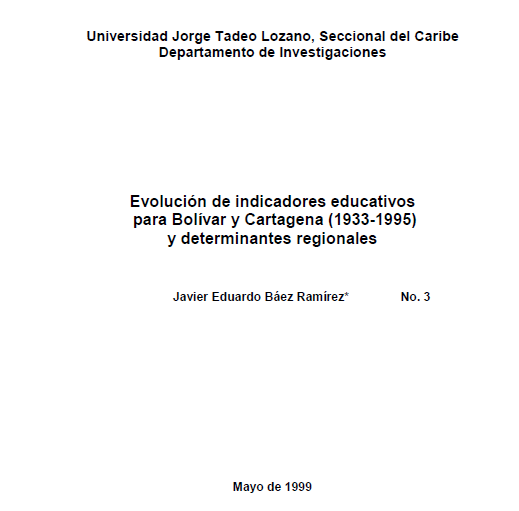 Universidad Jorge Tadeo Lozano, Seccional del Caribe
Departamento de Investigaciones
Evolución de indicadores educativos
para Bolívar y Cartagena (1933-1995)
y determinantes regionales
Javier Eduardo Báez Ramírez* No. 3
Mayo de 1999